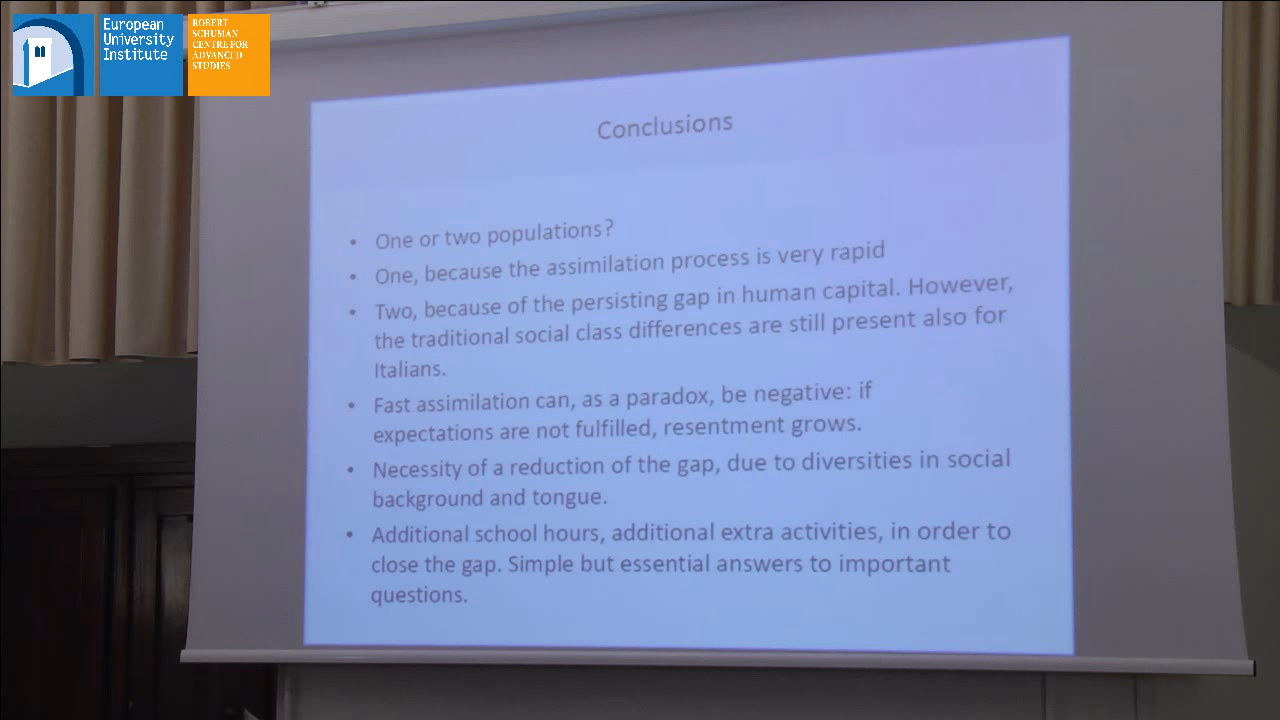 European
University
Institute
ROBERT
SCHUMAN
CENTRE FOR
ADVANCED
STUDIES
Conclusions
• One or two populations?
• One, because the assimilation process is very rapid
• Two, because of the persisting gap in human capital. However,
the traditional social class differences are still present also for
Italians.
• Fast assimilation can, as a paradox, be negative: if
expectations are not fulfilled, resentment grows.
• Necessity of a reduction of the gap, due to diversities in social
background and tongue.
• Additional school hours, additional extra activities, in order to
close the gap. Simple but essential answers to important
questions.